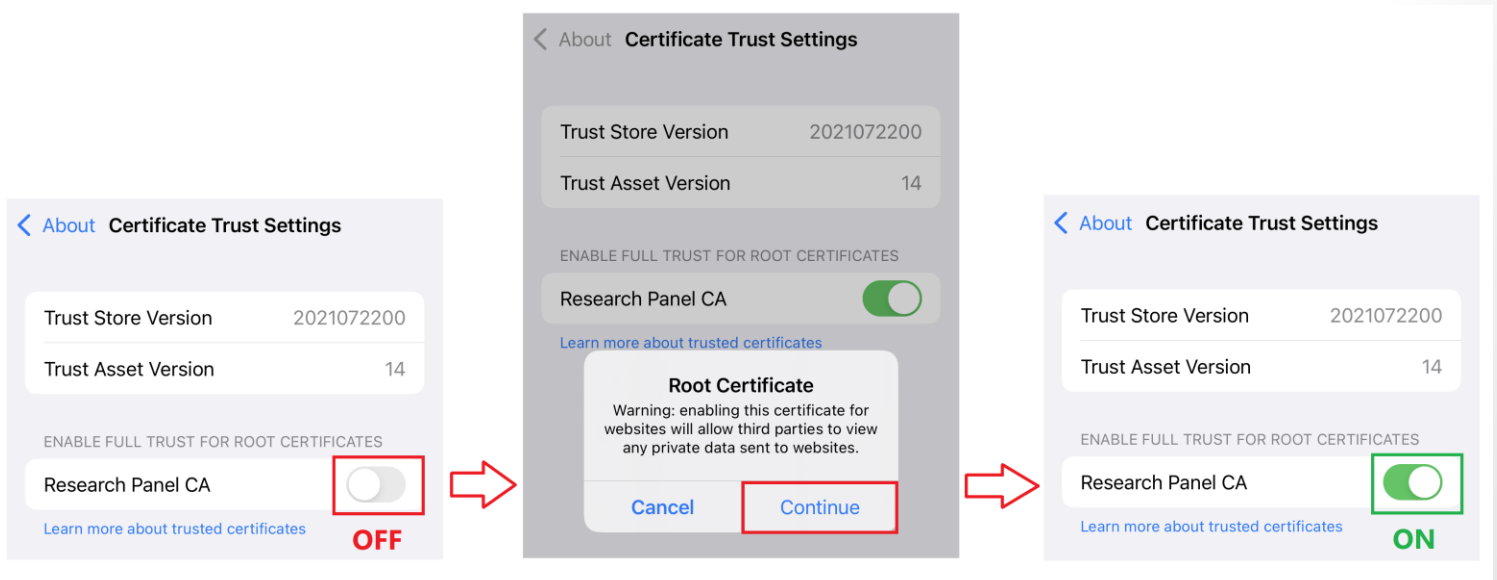 About Certificate Trust Settings
Trust Store Version 2021072200
Trust Asset Version 14
ENABLE FULL TRUST FOR ROOT CERTIFICATES
Research Panel CA
Learn more about trusted certificates
OFF
About Certificate Trust Settings
Trust Store Version 2021072200
Trust Asset Version 14
ENABLE FULL TRUST FOR ROOT CERTIFICATES
Research Panel CA
Learn more about trusted certificates
Root Certificate
Warning: enabling this certificate for
websites will allow third parties to view
any private data sent to websites.
Cancel Continue
About Certificate Trust Settings
Trust Store Version 2021072200
Trust Asset Version 14
ENABLE FULL TRUST FOR ROOT CERTIFICATES
Research Panel CA
Learn more about trusted certificates
ON